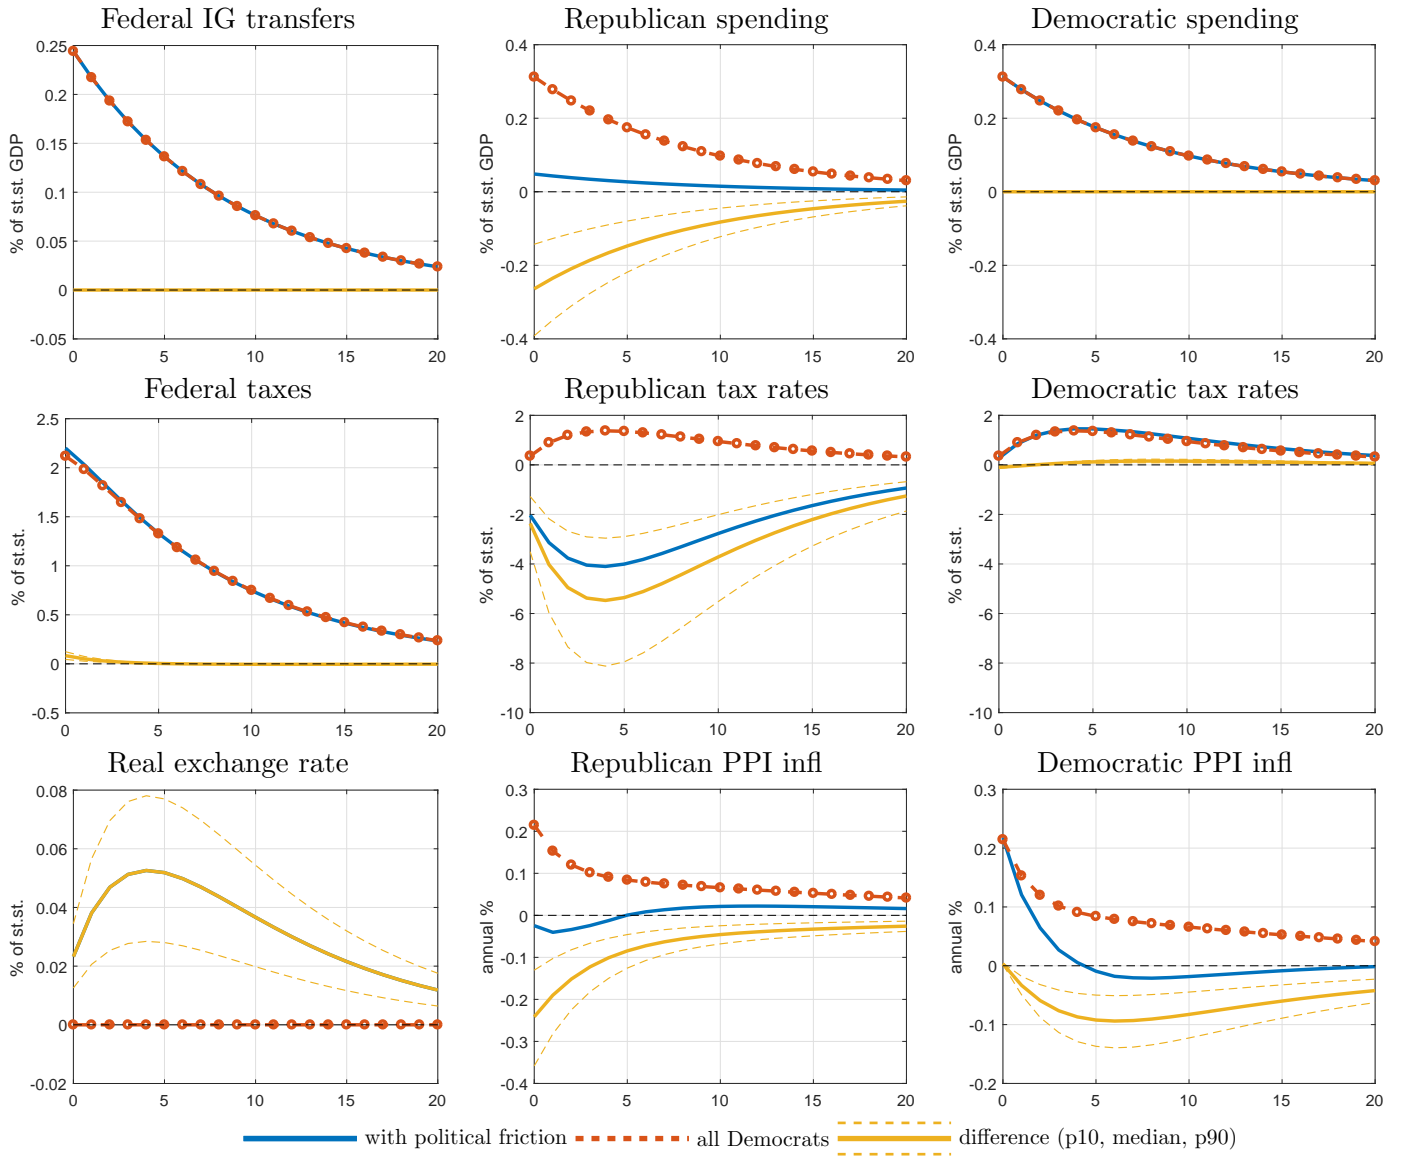 Federal IG transfers
Republican spending
Democratic spending
% of st.st. GDP
0.25
0.2
0.15
0.1
0.05
0
-0.05
0 5 10 15 20
% of st.st. GDP
0.4
0.2
0
-0.2
-0.4
0 5 10 15 20
% of st.st. GDP
0.4
0.2
0
-0.2
-0.4
0 5 10 15 20
Federal taxes
Republican tax rates
Democratic tax rates
% of st.st.
2.5
2
1.5
1
0.5
0
-0.5
0 5 10 15 20
% of st.st.
2
0
-2
-4
-6
-8
-10
0 5 10 15 20
% of st.st.
2
0
-2
-4
-6
-8
-10
0 5 10 15 20
Real exchange rate
Republican PPI infl
Democratic PPI infl
% of st.st.
0.08
0.06
0.04
0.02
0
-0.02
0 5 10 15 20
annual %
0.3
0.2
0.1
0
-0.1
-0.2
-0.3
-0.4
0 5 10 15 20
annual %
0.3
0.2
0.1
0
-0.1
-0.2
0 5 10 15 20
with political friction all Democrats difference (p10, median, p90)